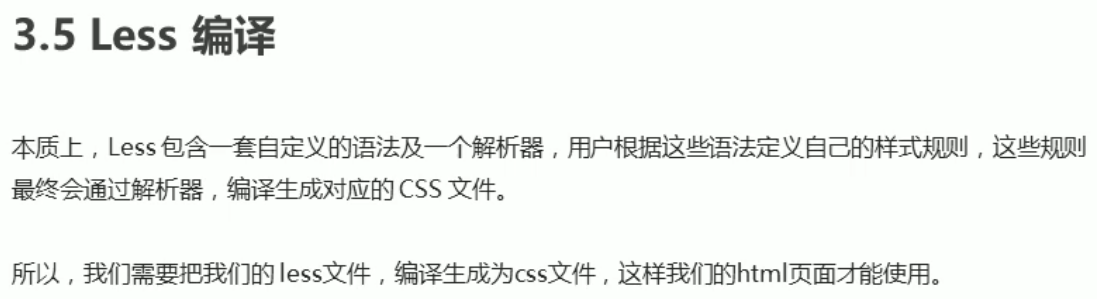 3.5 Less 编译
本质上，Less 包含一套自定义的语法及一个解析器，用户根据这些语法定义自己的样式规则，这些规则
最终会通过解析器，编译生成对应的 CSS 文件。
所以，我们需要把我们的 less文件，编译生成为css文件，这样我们的html页面才能使用。